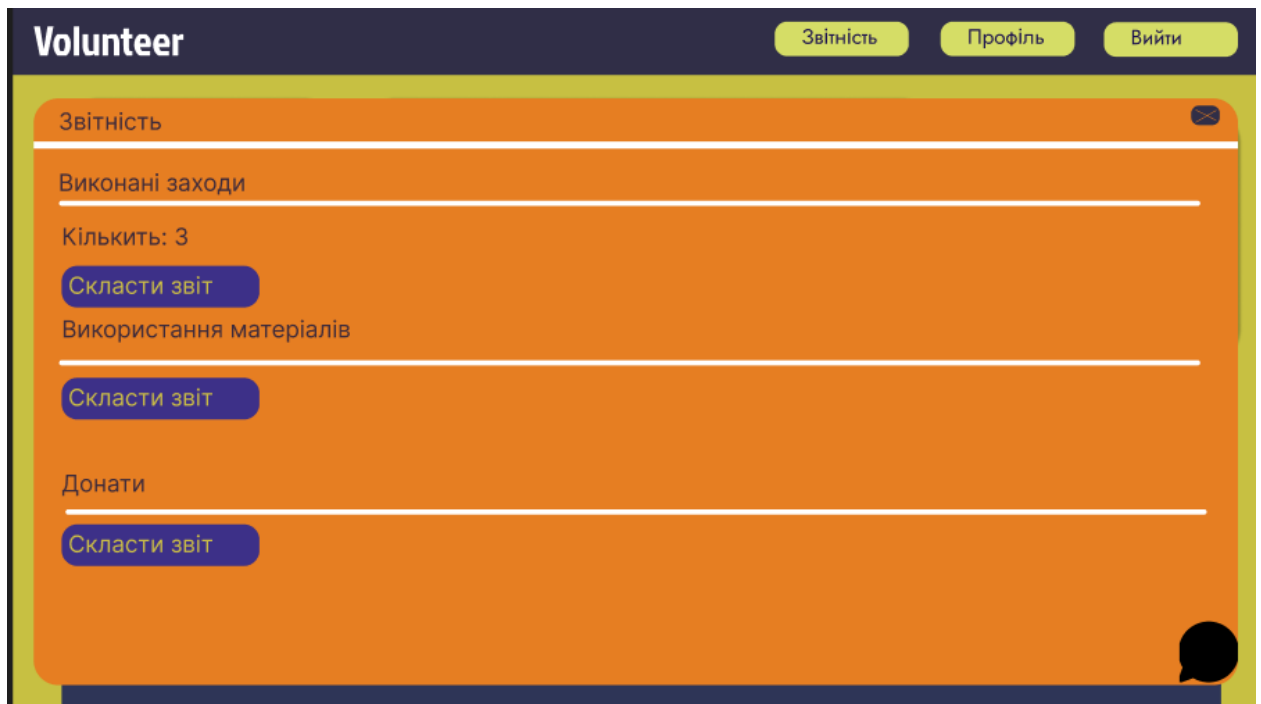 Volunteer
Звітність
Профіль
Вийти
Звітність
Виконані заходи
Кількить: 3
Скласти звіт
Використання матеріалів
Скласти звіт
Донати
Скласти звіт